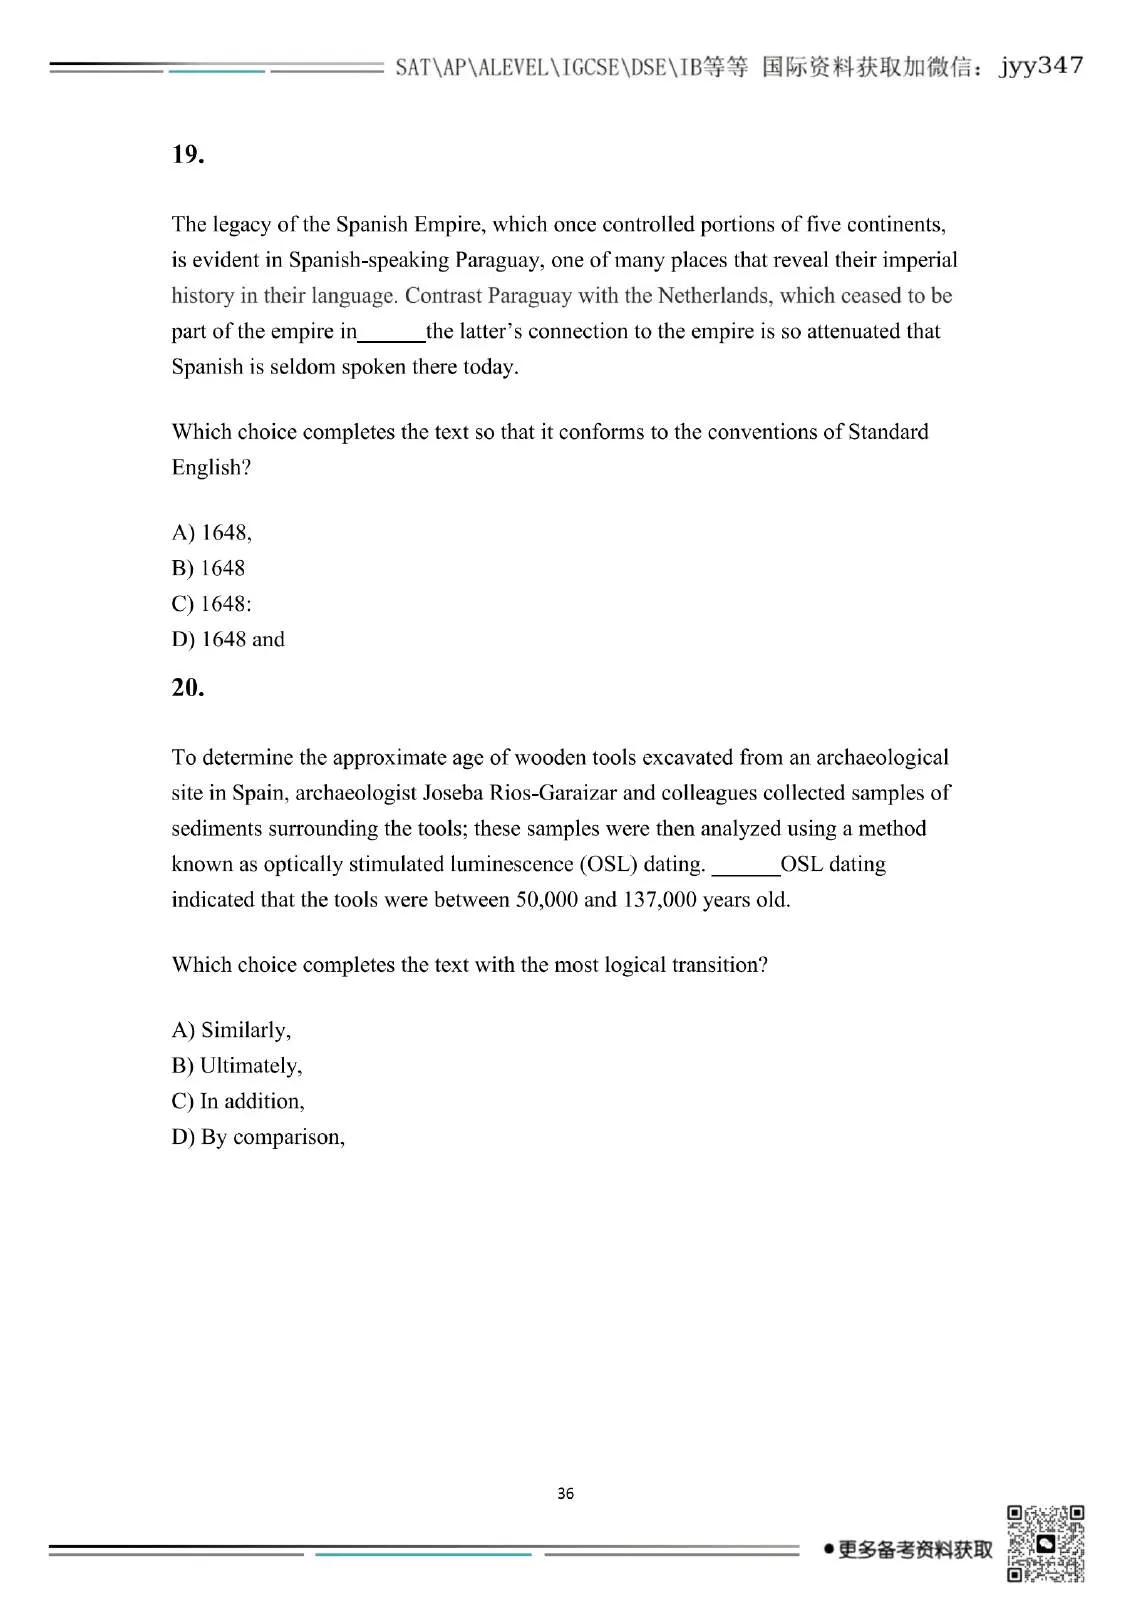 SAT\AP\ALEVEL\IGCSE\DSE\IB等等 国际资料获取加微信： jyy347
19.
The legacy of the Spanish Empire, which once controlled portions of five continents,
is evident in Spanish-speaking Paraguay, one of many places that reveal their imperial
history in their language. Contrast Paraguay with the Netherlands, which ceased to be
part of the empire in______the latter’s connection to the empire is so attenuated that
Spanish is seldom spoken there today.
Which choice completes the text so that it conforms to the conventions of Standard
English?
A) 1648,
B) 1648
C) 1648:
D) 1648 and
20.
To determine the approximate age of wooden tools excavated from an archaeological
site in Spain, archaeologist Joseba Rios-Garaizar and colleagues collected samples of
sediments surrounding the tools; these samples were then analyzed using a method
known as optically stimulated luminescence (OSL) dating. ______OSL dating
indicated that the tools were between 50,000 and 137,000 years old.
Which choice completes the text with the most logical transition?
A) Similarly,
B) Ultimately,
C) In addition,
D) By comparison,
36
●更多备考资料获取